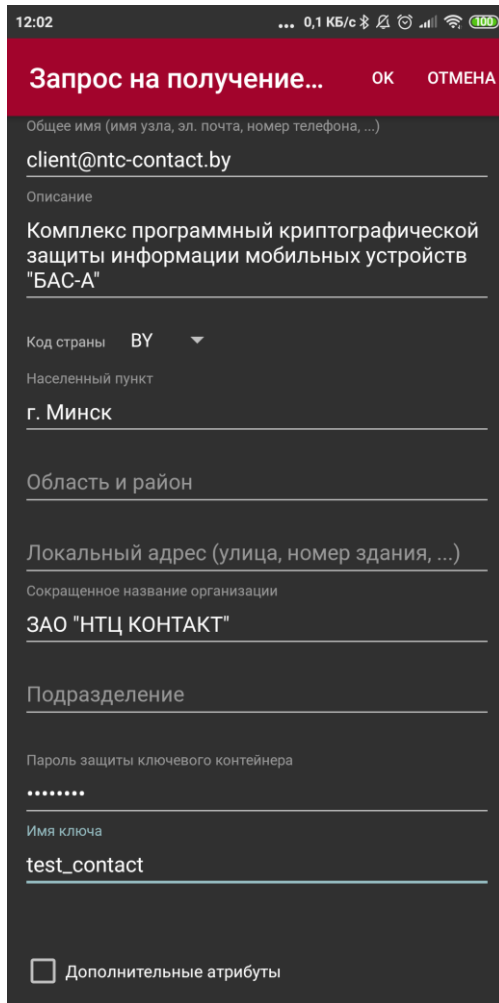 12:02 ... 0,1 КБ/с 100
Запрос на получение... ОК ОТМЕНА
Общее имя (имя узла, эл. почта, номер телефона, ...)
client@ntc-contact.by
Описание
Комплекс программный криптографической
защиты информации мобильных устройств
"БАС-А"
Код страны BY
Населенный пункт
г. Минск
Область и район
Локальный адрес (улица, номер здания, ...)
Сокращенное название организации
ЗАО "НТЦ КОНТАКТ"
Подразделение
Пароль защиты ключевого контейнера
••••••••
Имя ключа
test_contact
Дополнительные атрибуты